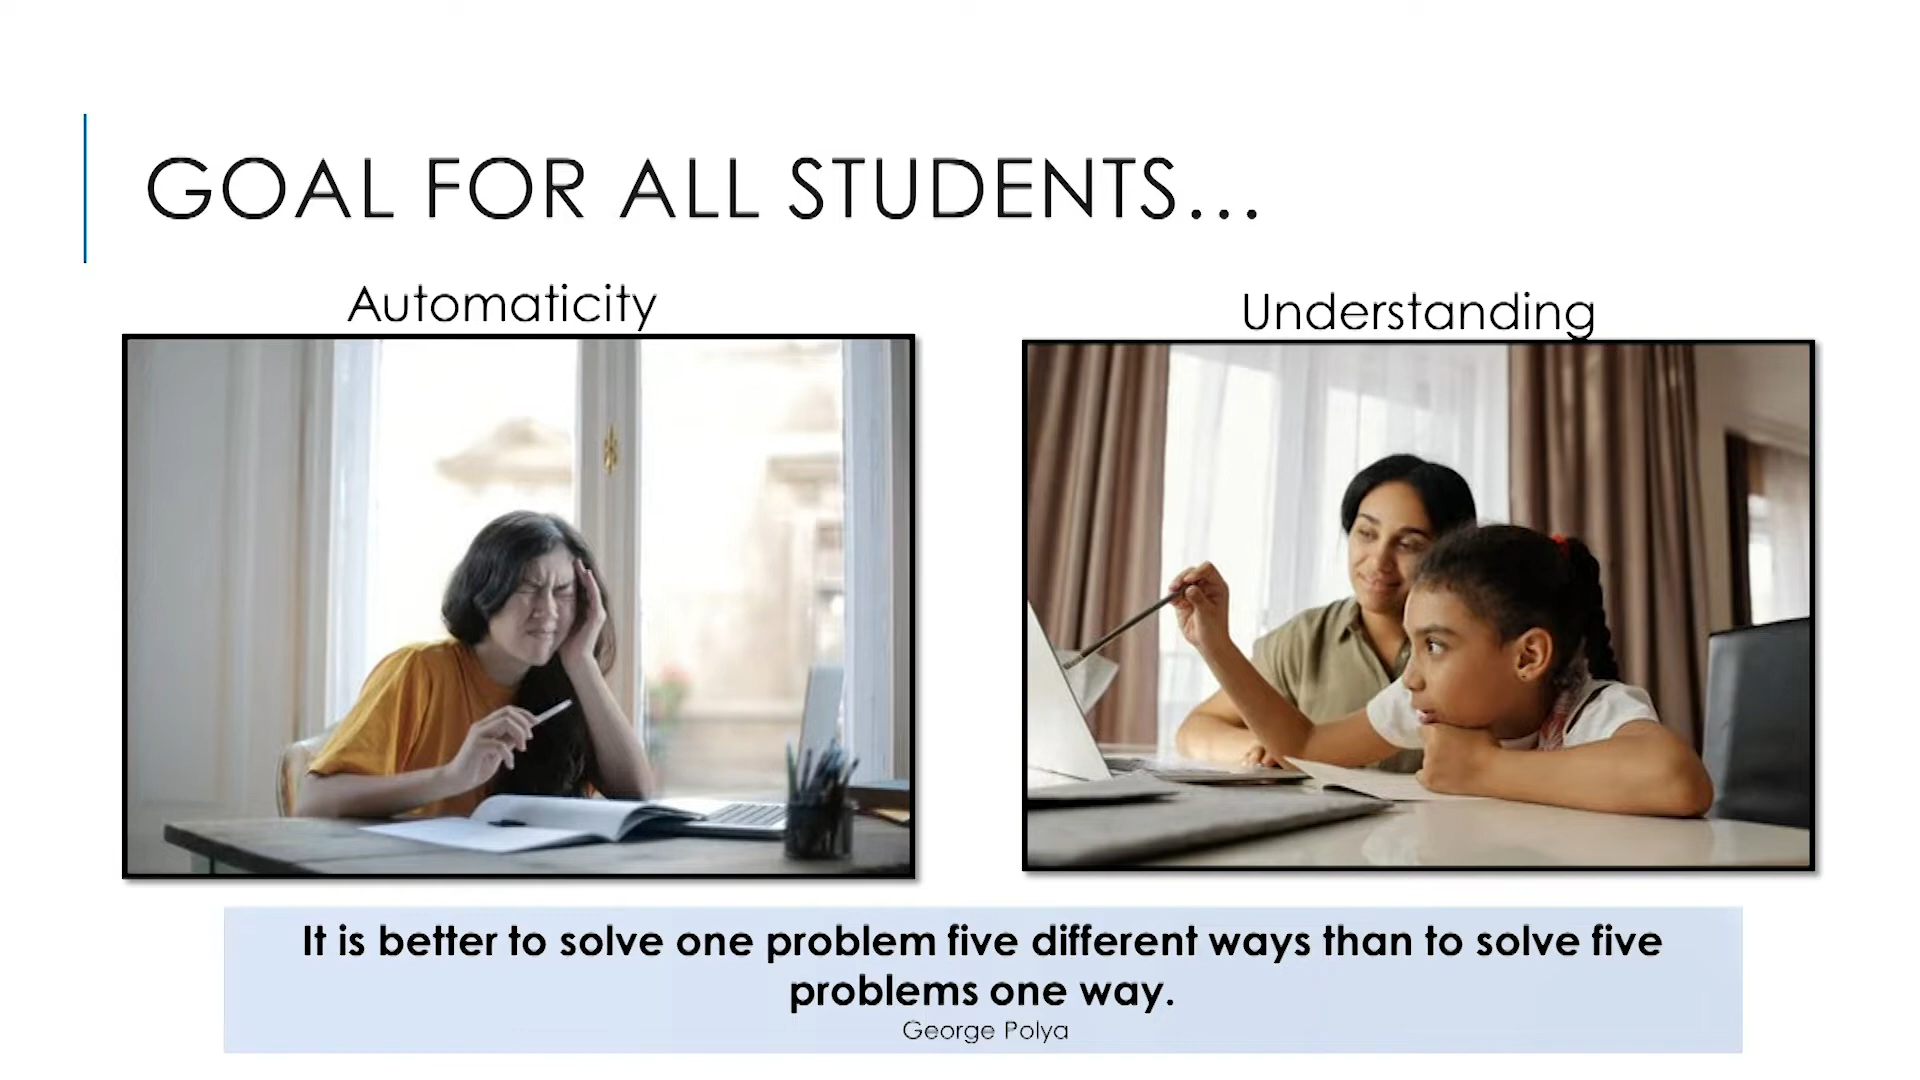 GOAL FOR ALL STUDENTS...
Automaticity
Understanding
It is better to solve one problem five different ways than to solve five
problems one way.
George Polya